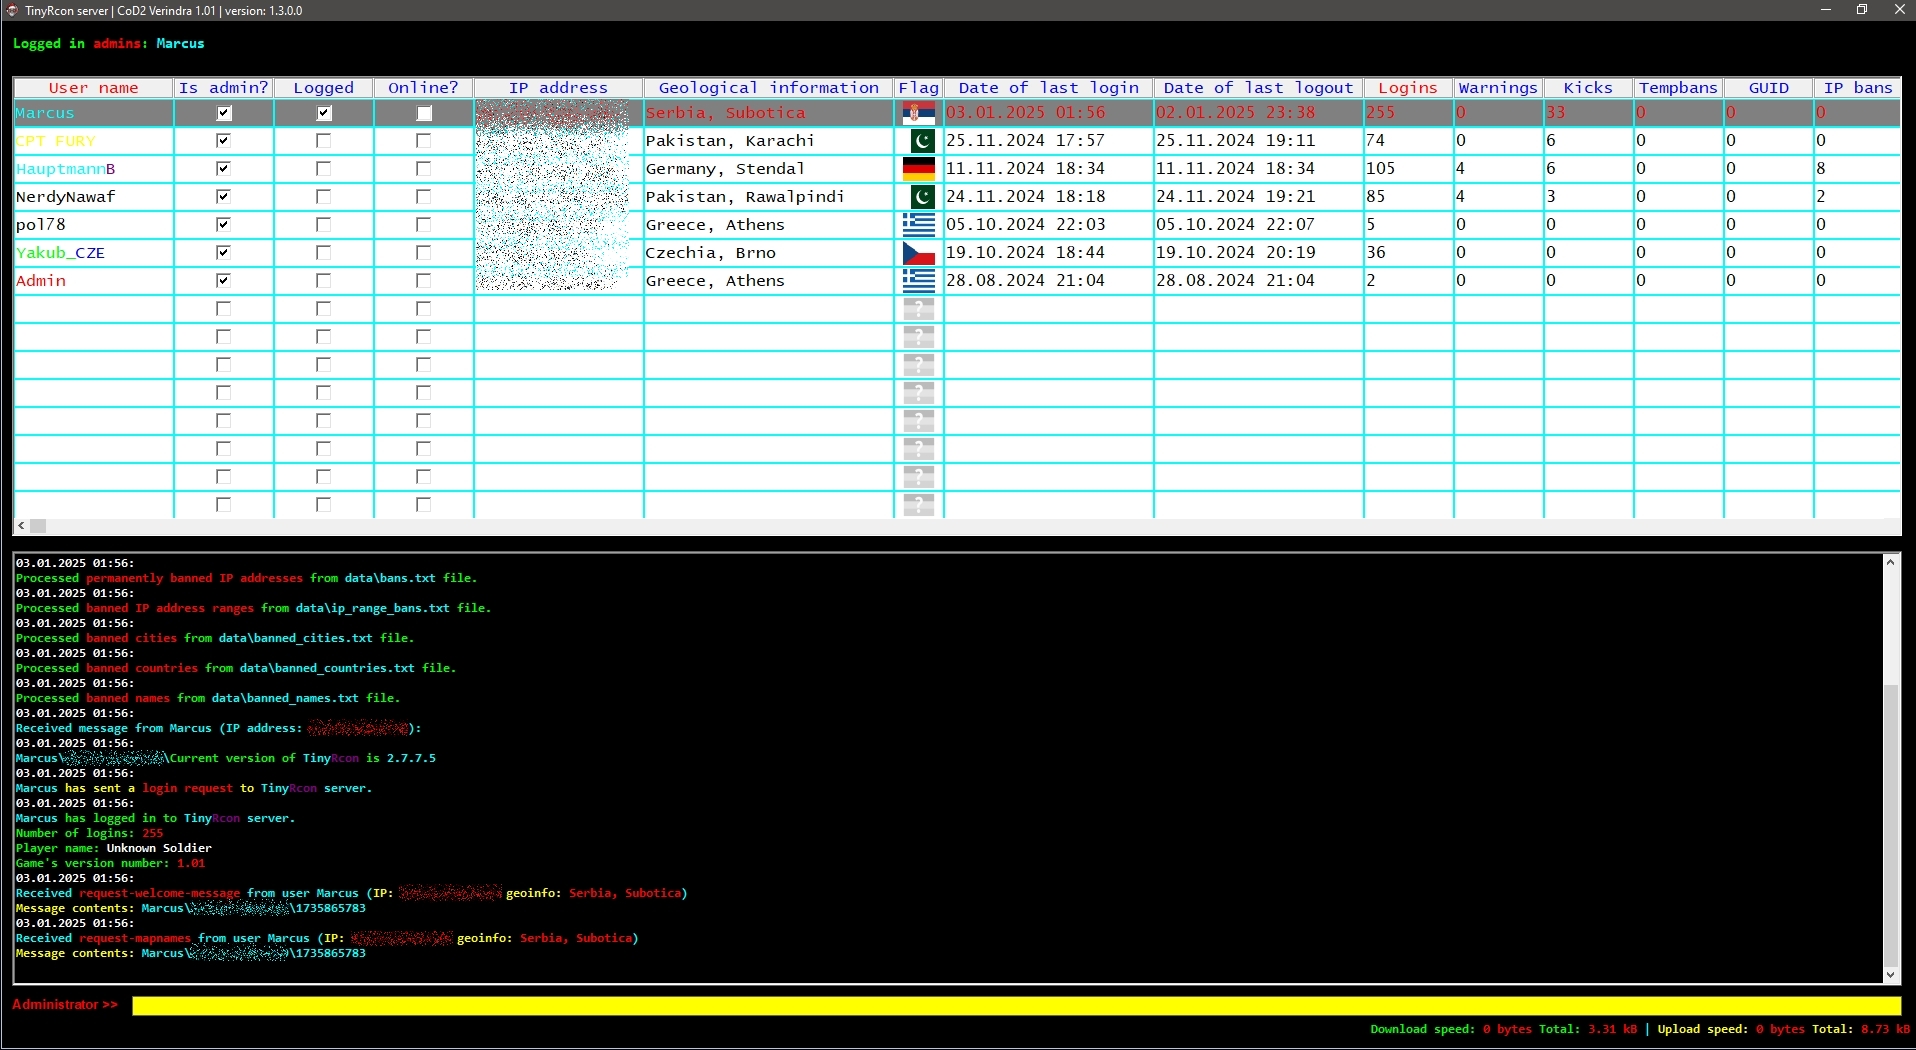 TinyRcon server | CoD2 Verindra 1.01 | version: 1.3.0.0
Logged in admins: Marcus
User name Is admin? Logged Online? IP address Geological information Flag Date of last login Date of last logout Logins Warnings Kicks Tempbans GUID IP bans
Marcus Serbia, Subotica 03.01.2025 01:56 02.01.2025 23:38 255 0 33 0 0 0
CPT FURY Pakistan, Karachi 25.11.2024 17:57 25.11.2024 19:11 74 0 6 0 0 0
HauptmannB Germany, Stendal 11.11.2024 18:34 11.11.2024 18:34 105 4 6 0 0 8
NerdyNawaf Pakistan, Rawalpindi 24.11.2024 18:18 24.11.2024 19:21 85 4 3 0 0 2
pol78 Greece, Athens 05.10.2024 22:03 05.10.2024 22:07 5 0 0 0 0 0
Yakub_CZE Czechia, Brno 19.10.2024 18:44 19.10.2024 20:19 36 0 0 0 0 0
Admin Greece, Athens 28.08.2024 21:04 28.08.2024 21:04 2 0 0 0 0 0
?
?
?
?
?
?
?
?
03.01.2025 01:56:
Processed permanently banned IP addresses from data\bans.txt file.
03.01.2025 01:56:
Processed banned IP address ranges from data\ip_range_bans.txt file.
03.01.2025 01:56:
Processed banned cities from data\banned_cities.txt file.
03.01.2025 01:56:
Processed banned countries from data\banned_countries.txt file.
03.01.2025 01:56:
Processed banned names from data\banned_names.txt file.
03.01.2025 01:56:
Received message from Marcus (IP address: ):
03.01.2025 01:56:
Marcus\ \Current version of TinyRcon is 2.7.7.5
03.01.2025 01:56:
Marcus has sent a login request to TinyRcon server.
03.01.2025 01:56:
Marcus has logged in to TinyRcon server.
Number of logins: 255
Player name: Unknown Soldier
Game's version number: 1.01
03.01.2025 01:56:
Received request-welcome-message from user Marcus (IP: geoinfo: Serbia, Subotica)
Message contents: Marcus\ \1735865783
03.01.2025 01:56:
Received request-mapnames from user Marcus (IP: geoinfo: Serbia, Subotica)
Message contents: Marcus\ \1735865783
Administrator >>
Download speed: 0 bytes Total: 3.31 kB | Upload speed: 0 bytes Total: 8.73 kB